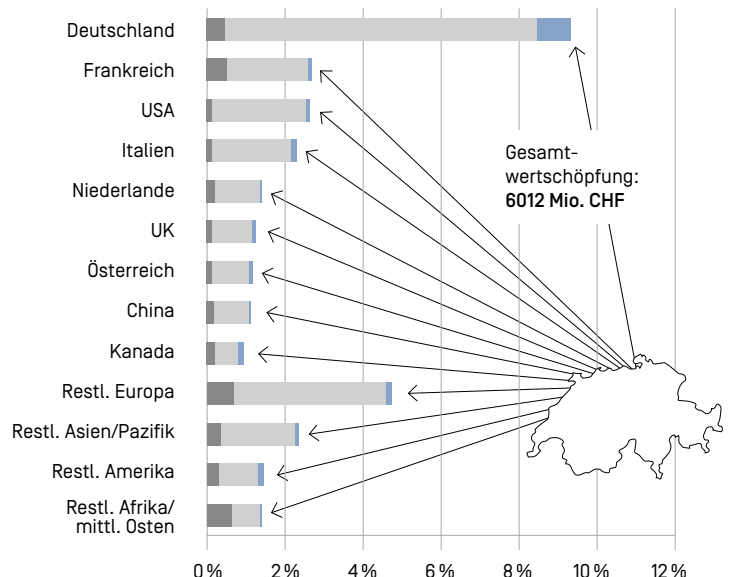 Deutschland
Frankreich
USA
Italien
Niederlande
UK
Österreich
China
Kanada
Restl. Europa
Restl. Asien/Pazifik
Restl. Amerika
Restl. Afrika/
mittl. Osten
Gesamt-
wertschöpfung:
6012 Mio. CHF
0 % 2 % 4 % 6 % 8 % 10 % 12 %